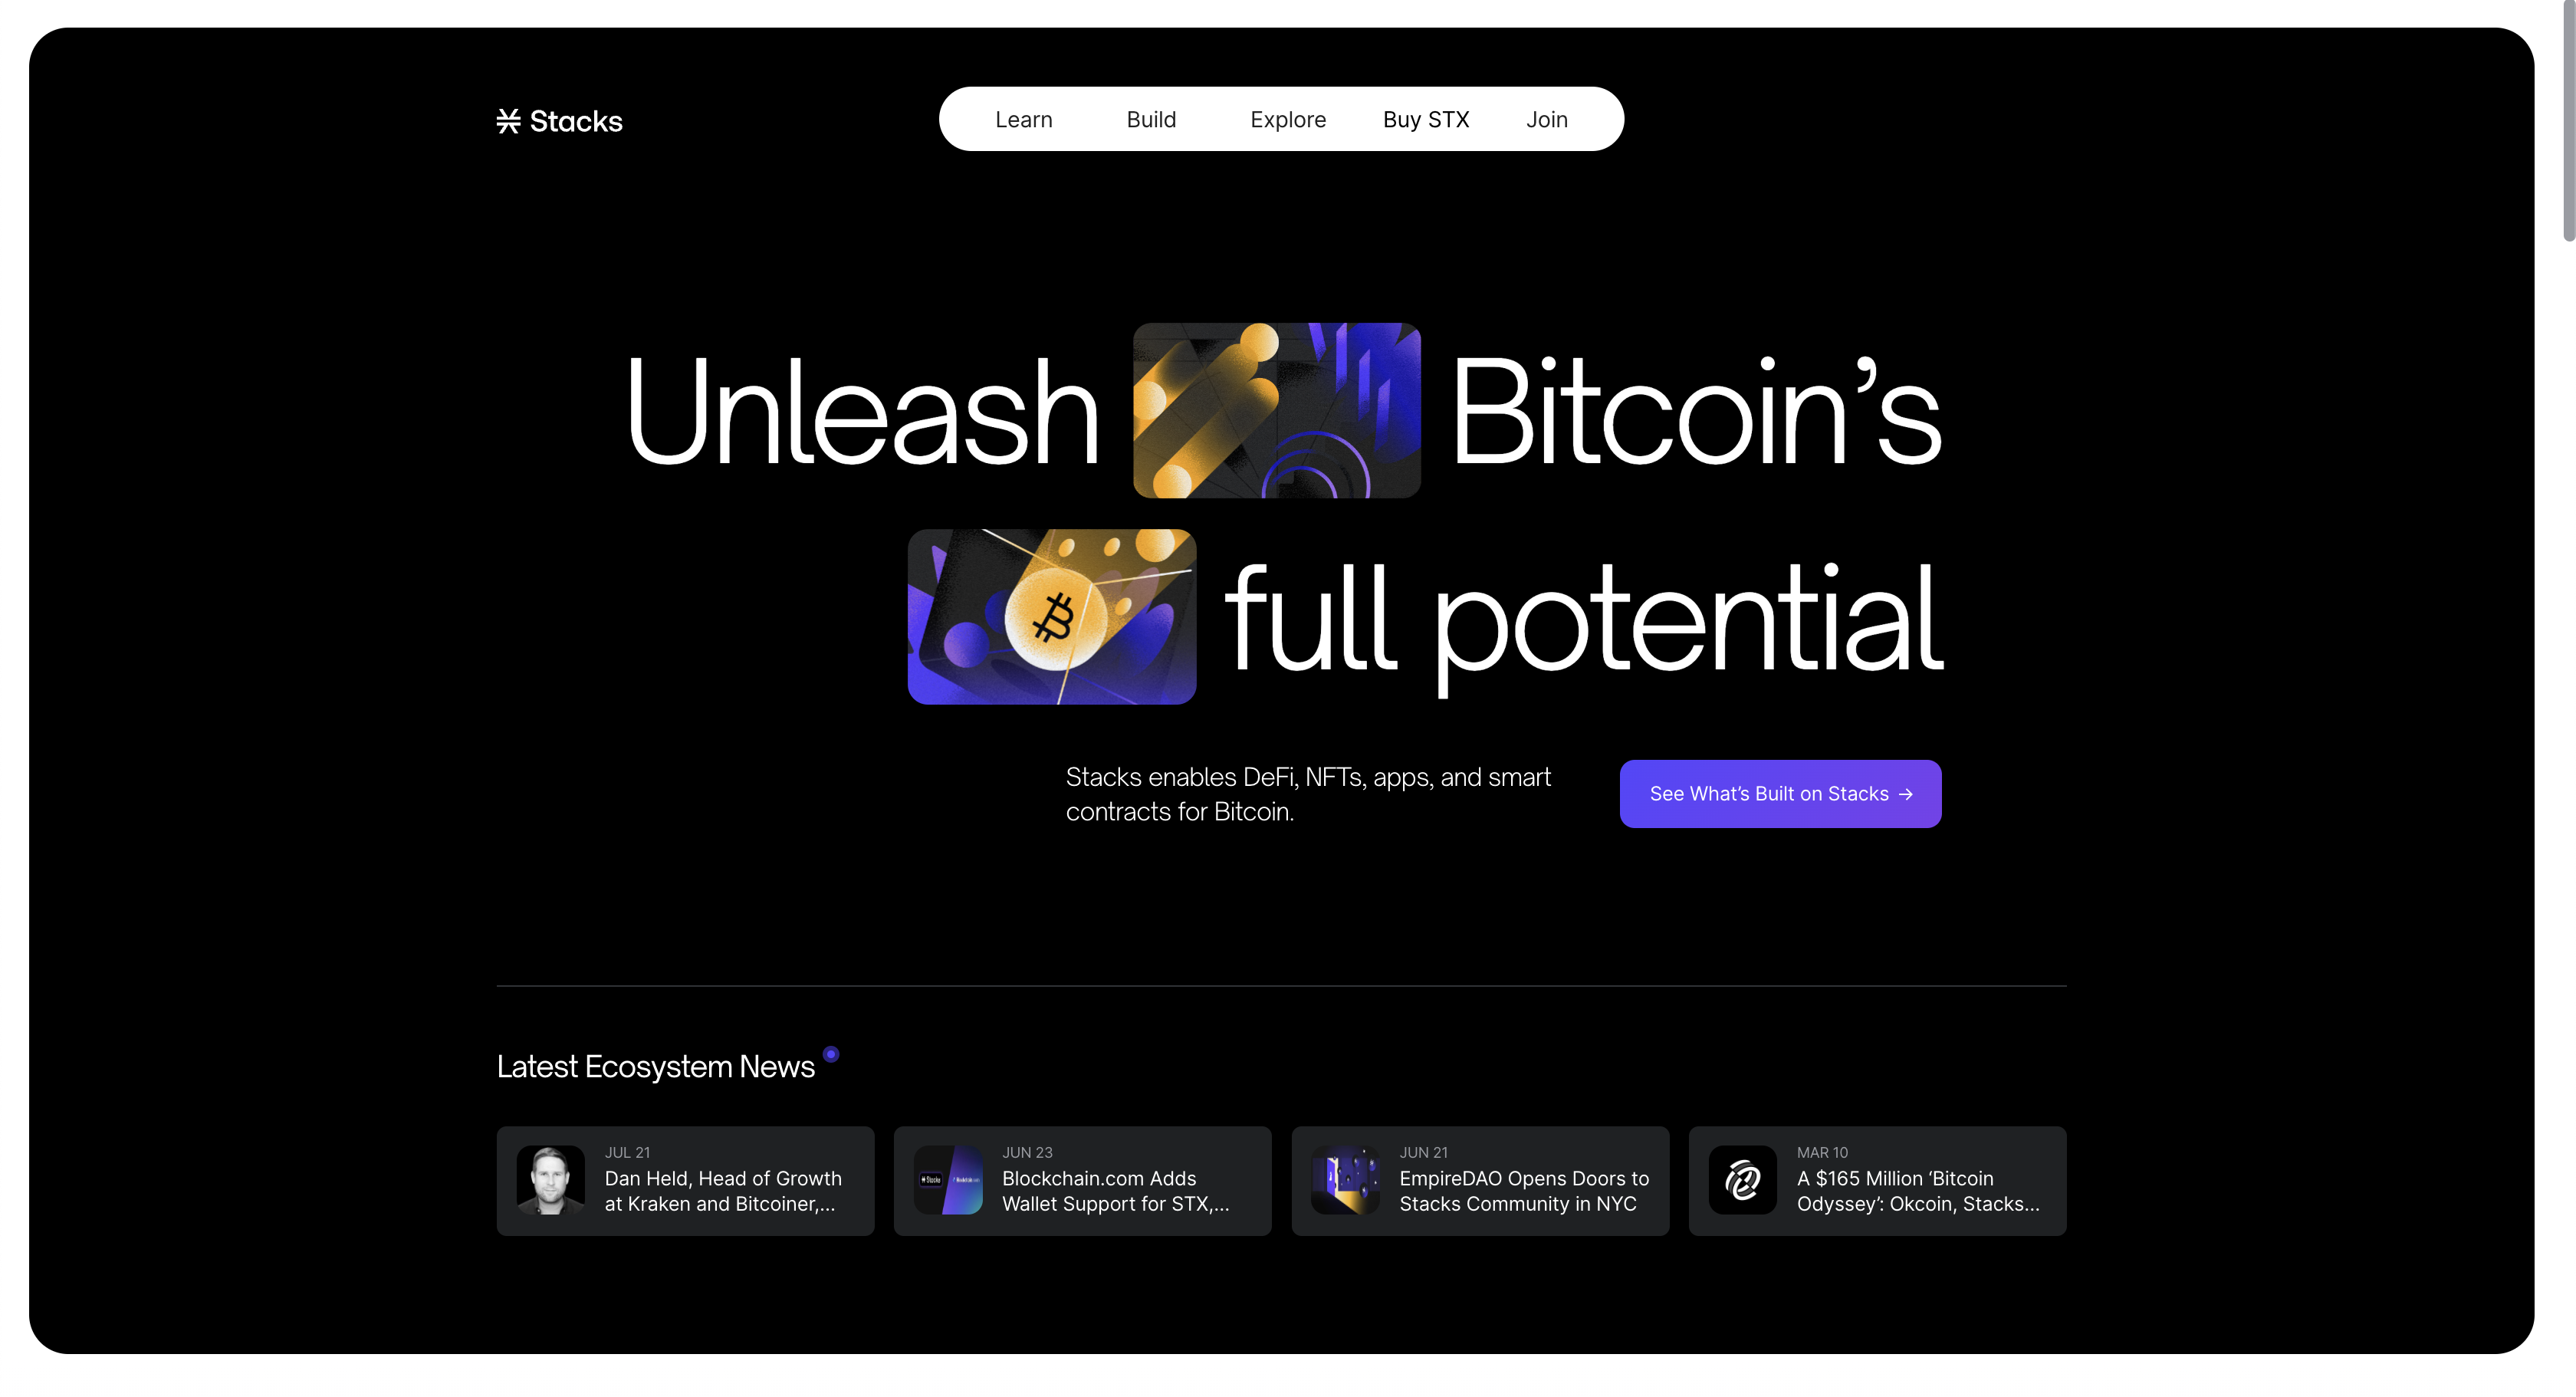 Stacks
Learn Build Explore Buy STX Join
Unleash Bitcoin’s
full potential
Stacks enables DeFi, NFTs, apps, and smart
contracts for Bitcoin.
See What’s Built on Stacks →
Latest Ecosystem News
JUL 21
Dan Held, Head of Growth
at Kraken and Bitcoiner,...
JUN 23
Blockchain.com Adds
Wallet Support for STX,...
Stacks
Blockchain.com
JUN 21
EmpireDAO Opens Doors to
Stacks Community in NYC
MAR 10
A $165 Million ‘Bitcoin
Odyssey’: Okcoin, Stacks...